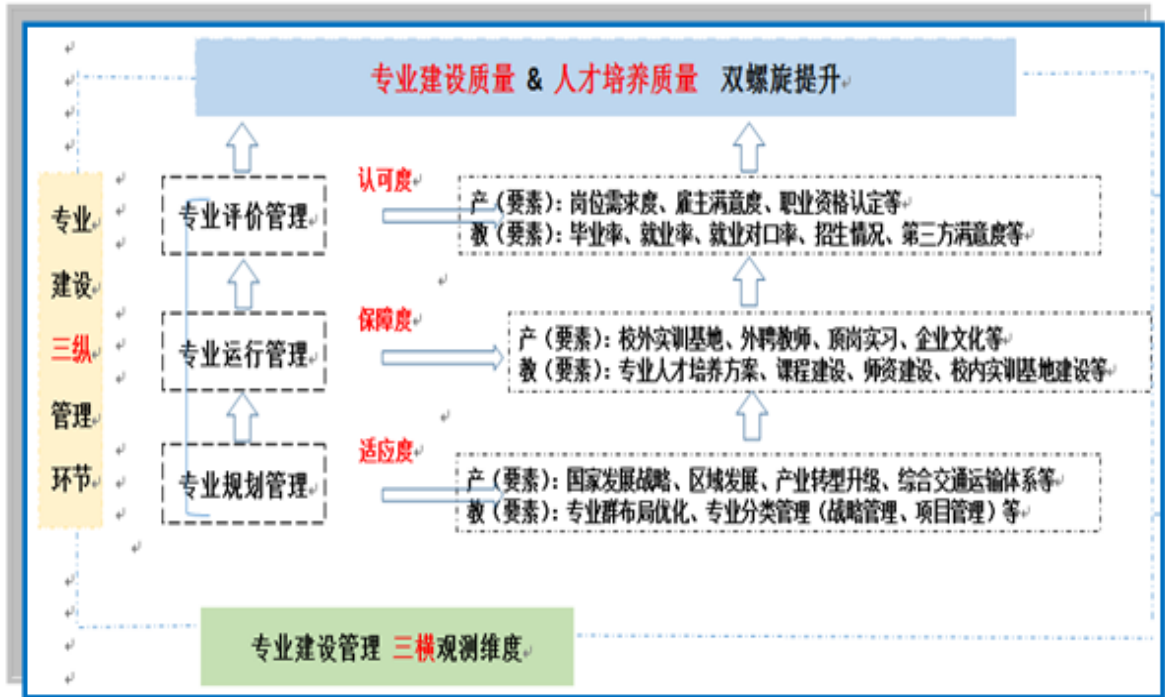 专业建设质量 & 人才培养质量 双螺旋提升
专业
建设
三纵
管理
环节
专业评价管理
认可度
产（要素）：岗位需求度、雇主满意度、职业资格认定等
教（要素）：毕业率、就业率、就业对口率、招生情况、第三方满意度等
专业运行管理
保障度
产（要素）：校外实训基地、外聘教师、顶岗实习、企业文化等
教（要素）：专业人才培养方案、课程建设、师资建设、校内实训基地建设等
专业规划管理
适应度
产（要素）：国家发展战略、区域发展、产业转型升级、综合交通运输体系等
教（要素）：专业群布局优化、专业分类管理（战略管理、项目管理）等
专业建设管理 三横观测维度